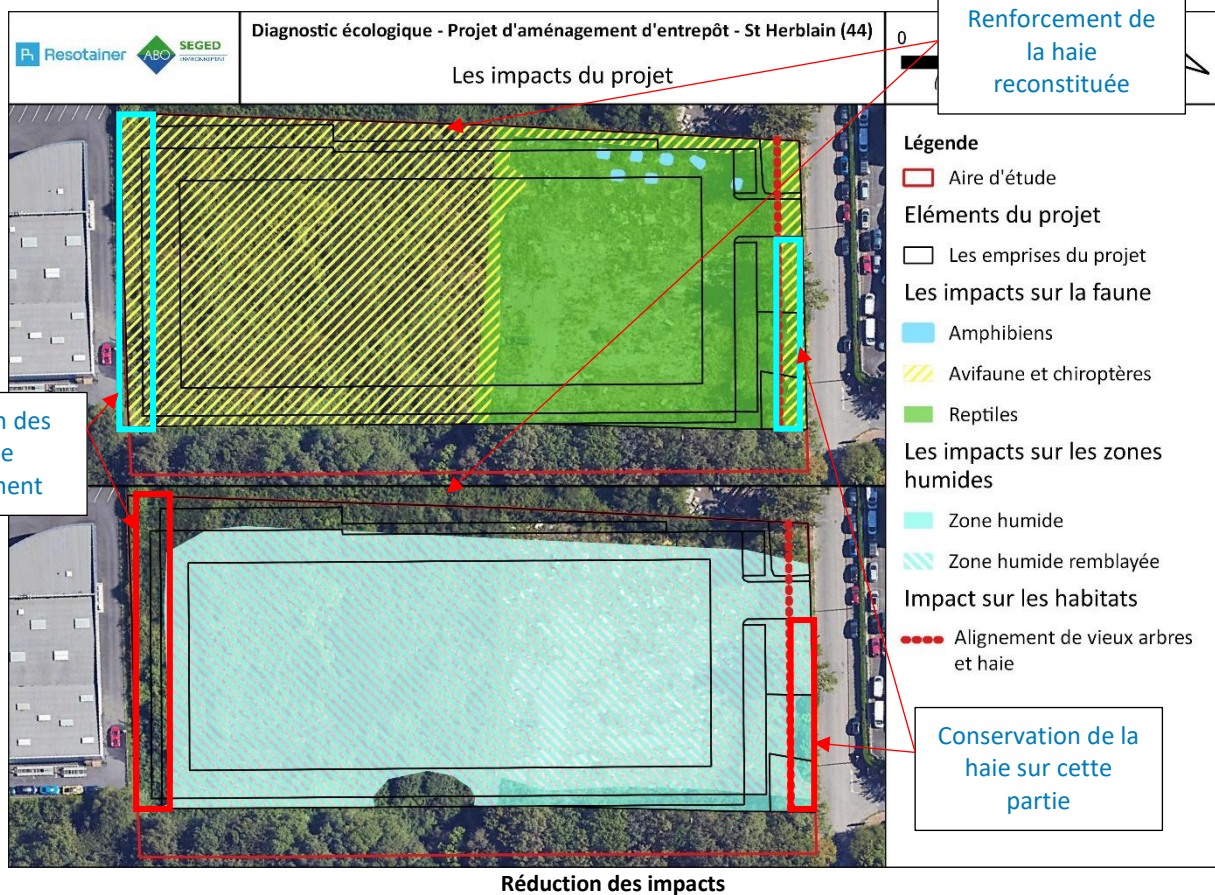 Resotainer
ABO
SEGED
ENVIRONNEMENT
Diagnostic écologique - Projet d'aménagement d'entrepôt - St Herblain (44)
Les impacts du projet
0
Renforcement de
la haie
reconstituée
Légende
Aire d'étude
Eléments du projet
Les emprises du projet
Les impacts sur la faune
Amphibiens
Avifaune et chiroptères
Reptiles
Les impacts sur les zones
humides
Zone humide
Zone humide remblayée
Impact sur les habitats
Alignement de vieux arbres
et haie
des
Conservation de la
haie sur cette
partie
Réduction des impacts